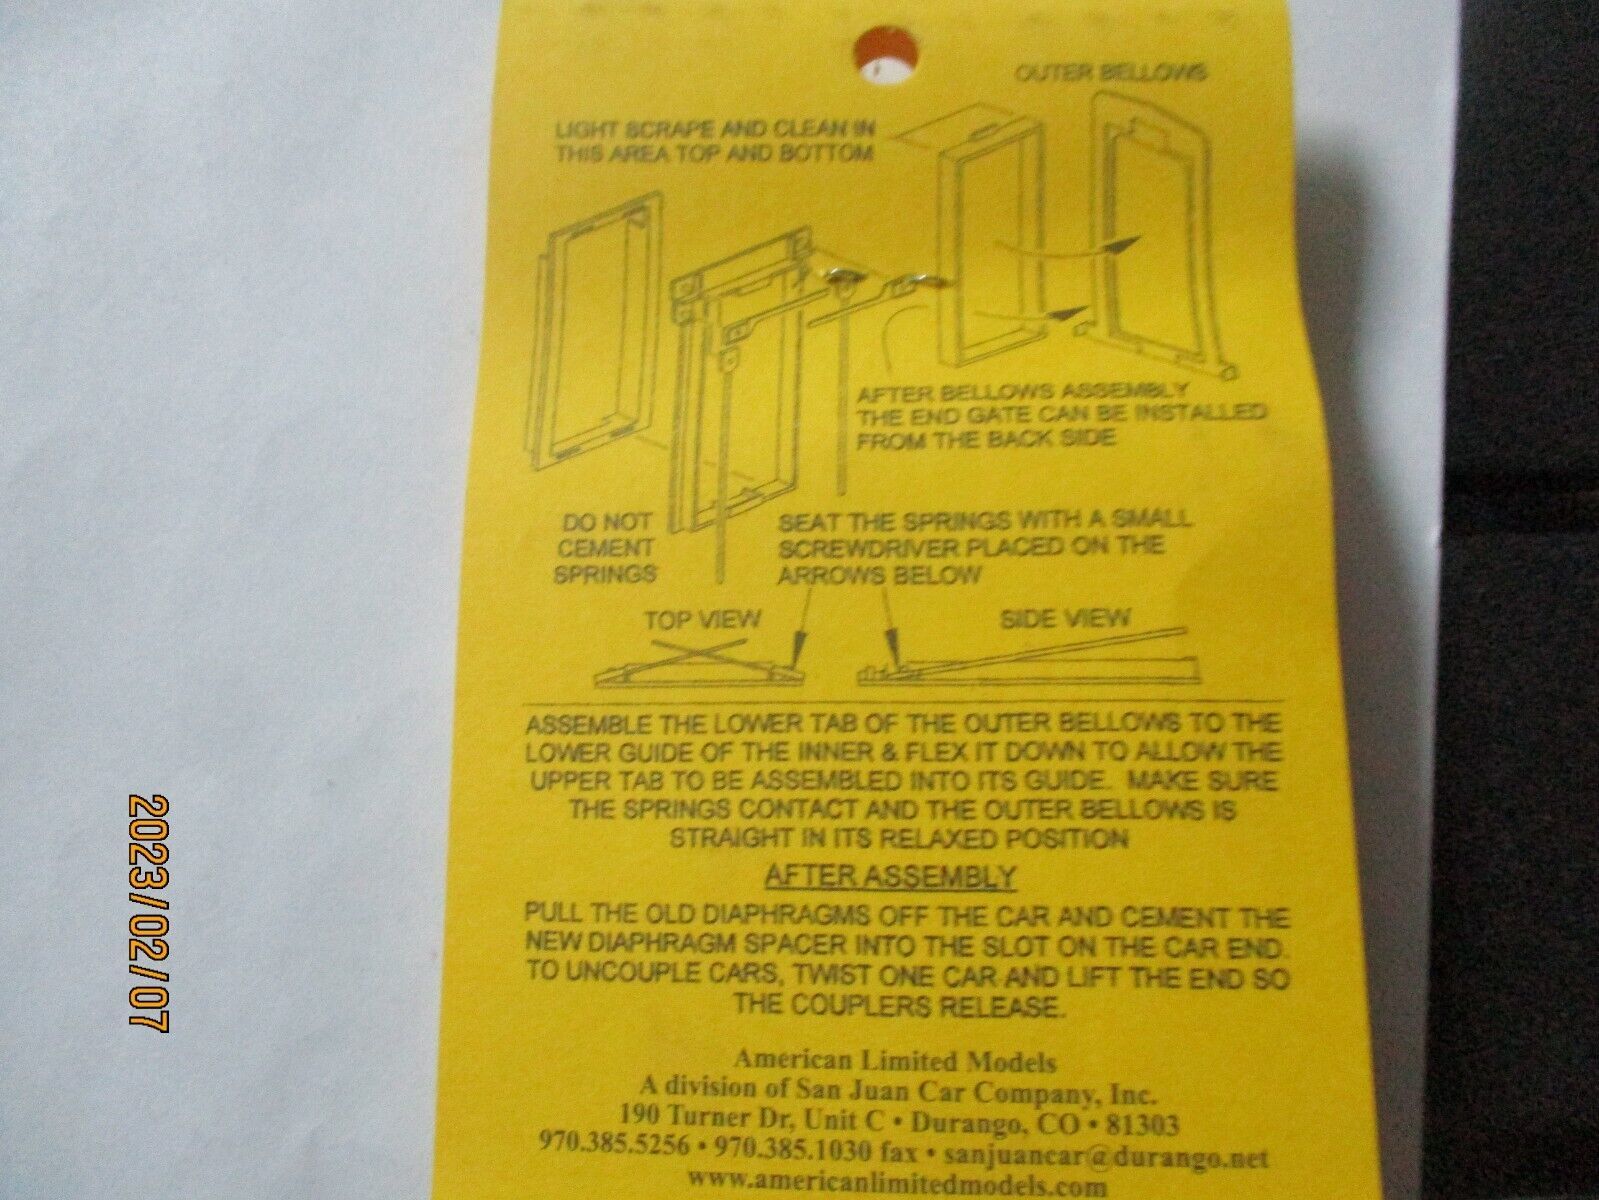 OUTER BELLOWS
LIGHT SCRAPE AND CLEAN IN
THIS AREA TOP AND BOTTOM
AFTER BELLOWS ASSEMBLY
THE END GATE CAN BE INSTALLED
FROM THE BACK SIDE
DO NOT
CEMENT
SPRINGS
SEAT THE SPRINGS WITH A SMALL
SCREWDRIVER PLACED ON THE
ARROWS BELOW
TOP VIEW
SIDE VIEW
ASSEMBLE THE LOWER TAB OF THE OUTER BELLOWS TO THE
LOWER GUIDE OF THE INNER & FLEX IT DOWN TO ALLOW THE
UPPER TAB TO BE ASSEMBLED INTO ITS GUIDE. MAKE SURE
THE SPRINGS CONTACT AND THE OUTER BELLOWS IS
STRAIGHT IN ITS RELAXED POSITION
AFTER ASSEMBLY
PULL THE OLD DIAPHRAGMS OFF THE CAR AND CEMENT THE
NEW DIAPHRAGM SPACER INTO THE SLOT ON THE CAR END.
TO UNCOUPLE CARS, TWIST ONE CAR AND LIFT THE END SO
THE COUPLERS RELEASE.
American Limited Models
A division of San Juan Car Company, Inc.
190 Turner Dr, Unit C • Durango, CO • 81303
970.385.5256 • 970.385.1030 fax • sanjuancar@durango.net
www.americanlimitedmodels.com
2023/02/07